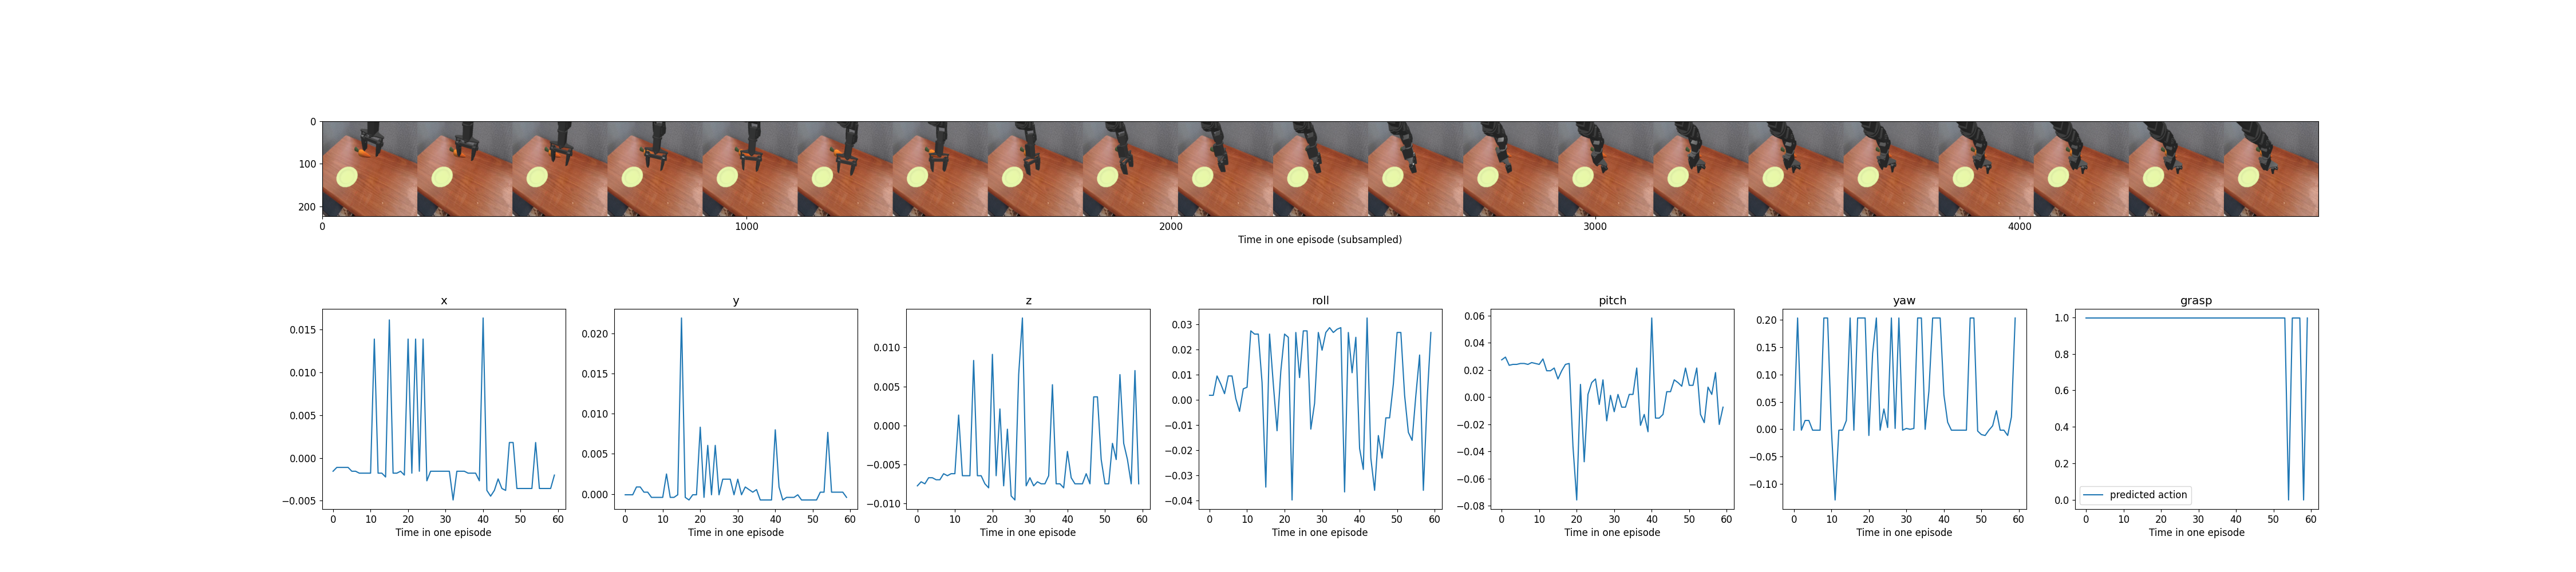 0
100
200
0 1000 2000 3000 4000
Time in one episode (subsampled)
x y z roll pitch yaw grasp
0.015
0.010
0.005
0.000
−0.005
0 10 20 30 40 50 60
Time in one episode
0.020
0.015
0.010
0.005
0.000
0 10 20 30 40 50 60
Time in one episode
0.010
0.005
0.000
−0.005
−0.010
0 10 20 30 40 50 60
Time in one episode
0.03
0.02
0.01
0.00
−0.01
−0.02
−0.03
−0.04
0 10 20 30 40 50 60
Time in one episode
0.06
0.04
0.02
0.00
−0.02
−0.04
−0.06
−0.08
0 10 20 30 40 50 60
Time in one episode
0.20
0.15
0.10
0.05
0.00
−0.05
−0.10
0 10 20 30 40 50 60
Time in one episode
1.0
0.8
0.6
0.4
0.2
0.0
predicted action
0 10 20 30 40 50 60
Time in one episode